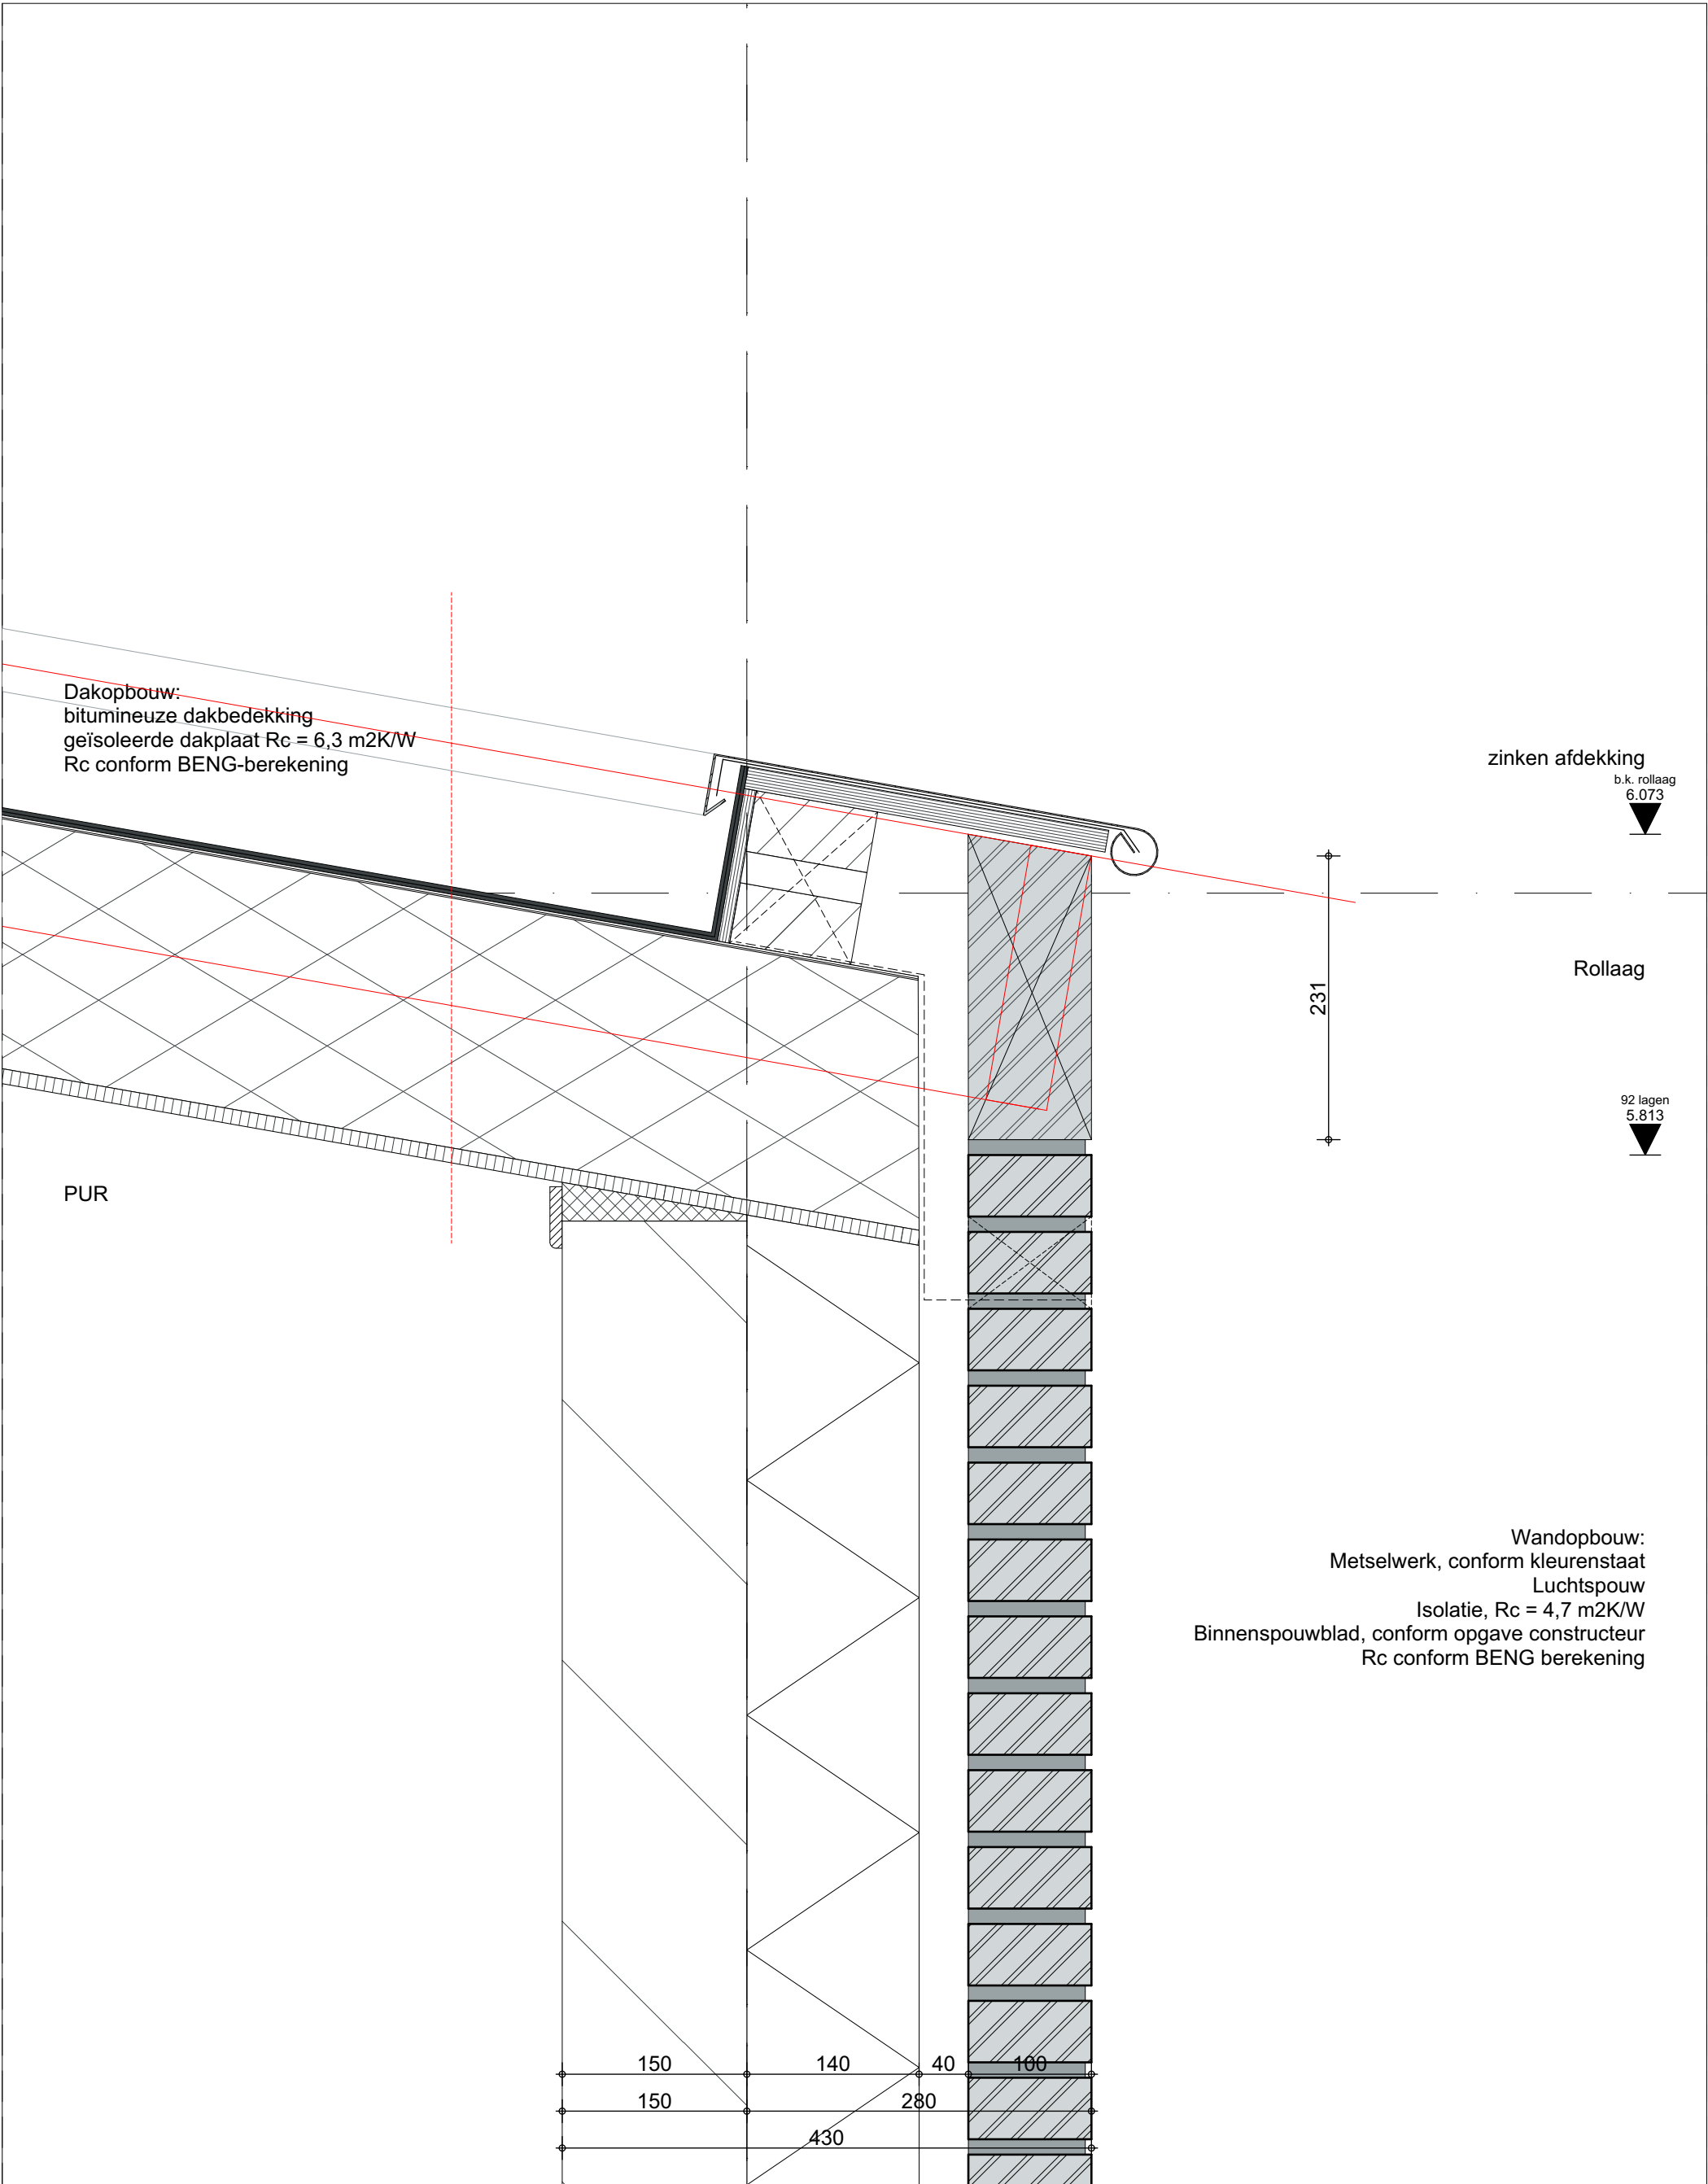 Dakopbouw:
bitumineuze dakbedekking
geïsoleerde dakplaat Rc = 6,3 m2K/W
Rc conform BENG-berekening
zinken afdekking
b.k. rollaag
6.073
Rollaag
231
92 lagen
5.813
PUR
Wandopbouw:
Metselwerk, conform kleurenstaat
Luchtspouw
Isolatie, Rc = 4,7 m2K/W
Binnenspouwblad, conform opgave constructeur
Rc conform BENG berekening
150 140 40 100
150 280
430